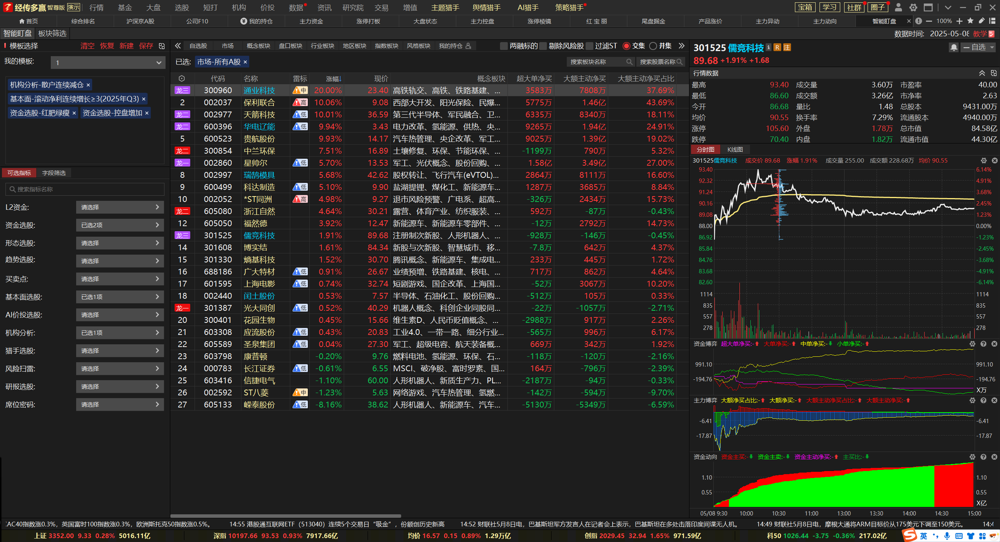 经传多赢 智尊版 演示 行情 基金 大盘 选股 短打 机构 价投 数据 资讯 研究院 交易 增值 主题猎手 舆情猎手 AI猎手 策略猎手 宝箱 学习 社群 圈子
首页 综合排名 沪深京A股 公司F10 我的持仓 主力资金 涨停打板 大盘状态 主力控盘 涨停棱镜 红 宝 丽 尾盘掘金 产品涨价 主力异动 主力动向 智能盯盘 × 100%
智能盯盘 板块筛选 数据时间: 2025-05-08 教学
模板选择 清空 恢复 新建 保存
我的模板: 1
机构分析-散户连续减仓 ×
基本面-滚动净利连续增长≥3(2025年Q3) ×
资金选股-红肥绿瘦 × 资金选股-控盘增加 ×
可选指标 字段筛选
搜索指标名称
L2资金: 请选择
资金选股: 已选2项
形态选股: 请选择
趋势选股: 请选择
买卖点: 请选择
基本面选股: 已选1项
AI价投选股: 请选择
机构分析: 已选1项
猎手选股: 请选择
风险扫雷: 请选择
研报选股: 请选择
席位密码: 请选择
自选股 市场 概念板块 盘口板块 行业板块 地区板块 指数板块 风格板块 我的持仓 两融标的 剔除风险股 过滤ST 交集 并集
已选: 市场-所有A股 × 搜索板块名称 搜索股票名称
代码 名称 雷标 涨幅↓ 现价 概念板块 超大单净买 大额主动净买 大额主动净买占比
龙三 300960 通业科技 中 20.00% 23.40 高铁轨交、高铁、铁路基建、... 3583万 7808万 37.69%
2 002037 保利联合 高 10.06% 9.08 西部大开发、阳光保险、民爆... 5775万 1.46亿 43.69%
龙二 002977 天箭科技 低 10.01% 36.59 第三代半导体、军民融合、卫... 6335万 8340万 18.11%
龙二 600396 华电辽能 低 9.94% 3.43 电力改革、氢能源、供热、央... 9265万 1.94亿 24.91%
5 600523 贵航股份 9.93% 14.17 汽车热管理、央企改革、军工... 9025万 1.39亿 19.02%
龙二 300854 中兰环保 7.51% 16.89 土壤修复、环保、节能环保、... -1199万 790万 5.32%
龙一 002860 星帅尔 低 5.70% 13.53 军工、光伏概念、股份回购、... 1.58亿 3.49亿 27.00%
8 002997 瑞鹄模具 5.68% 42.62 股权转让、飞行汽车(eVTOL)... 2864万 8111万 16.60%
9 600499 科达制造 低 5.10% 9.90 盐湖提锂、煤化工、新能源车... 1287万 3685万 8.84%
10 002052 *ST同洲 高 4.98% 9.27 退市风险预警、广电系、超高... -326万 2434万 15.73%
龙二 605080 浙江自然 4.64% 30.21 露营、体育产业、纺织服装、... 592万 -87万 -0.43%
12 605050 福然德 3.92% 12.47 新能源车、新能源车零部件、... -12万 2792万 14.73%
龙三 301525 儒竞科技 1.91% 89.68 注册制次新股、人形机器人、... -928万 -146万 -0.45%
14 301608 博实结 1.61% 84.34 新股与次新股、智慧城市、移... -7.8万 642万 4.37%
15 301330 熵基科技 1.52% 30.70 腾讯概念、新能源车、集成电... 233万 445万 1.72%
16 688186 广大特材 低 0.91% 26.67 业绩预增、铁路基建、核电、... 717万 862万 4.64%
17 601595 上海电影 低 0.74% 32.74 短剧游戏、国企改革、上海国... -52万 3067万 10.20%
18 002440 闰土股份 0.53% 7.57 半导体、石油化工、股份回购... -512万 105万 0.33%
龙一 301387 光大同创 低 0.52% 40.29 机器人概念、科创企业同股同... -22万 -1057万 -2.71%
20 300401 花园生物 0.45% 15.66 维生素D、人民币贬值概念、... -2988万 917万 2.26%
21 603308 应流股份 低 0.43% 20.83 工业4.0、一带一路、细分行业... -565万 996万 6.17%
22 605589 圣泉集团 低 0.04% 27.30 军工、超级电容、航天装备概... 669万 342万 1.92%
23 603798 康普顿 -0.20% 9.76 燃料电池、氢能源、环保、石... -118万 -120万 -2.16%
24 000783 长江证券 低 -0.61% 6.55 MSCI、破净股、富时罗素、国... 164万 -796万 -2.39%
25 603416 信捷电气 -1.10% 60.00 人形机器人、新质生产力、PL... -2187万 -94万 -0.33%
26 002592 ST八菱 中 -1.23% 5.63 网络游戏、汽车热管理、氢燃... -142万 -594万 -9.70%
27 605133 嵘泰股份 低 -8.16% 38.62 人形机器人、新能源车、汽车... -5130万 -5349万 -6.59%
301525 儒竞科技 R 注 自选
89.68 +1.91% +1.68
行情数据
最高 93.40 成交量 3.60万 市盈率 40.00
最低 86.60 成交额 3.26亿 市净率 2.63
今开 86.68 量比 1.48 总股本 9431.00万
均价 90.55 换手率 7.29% 流通股本 4940.00万
涨停 105.60 外盘 1.78万 总市值 84.58亿
跌停 70.40 内盘 1.82万 流通市值 44.30亿
分时图 K线图
301525儒竞科技 成交价 89.68 涨幅 1.91% 成交量 255.00 成交额 228.68万 均价 90.55
93.40 6.14%
92.32 4.91%
91.24 3.68%
90.16 2.45%
89.08 1.23%
88.00 0.00%
86.92 -1.23%
85.84 -2.45%
84.76 -3.68%
83.68 -4.91%
82.60 -6.14%
1114 1114
835 835
557 557
278 278
资金博弈 超大单净买:- 大单净买:- 中单净买:- 小单净买:-
991.10 991.10
-194.76 -194.76
X万
主力博弈 大额净买占比:- 大额净买:- 大额主动净买占比:- 大额主动净买:-
-6.41 -6.41
-17.87 -17.87
资金动向 资金主买:- 资金主卖:- 资金主动净买:- 主买比:-
1.10 1.10
0.55 0.55
X亿
05/08 9:30 10:00 10:30 11:00 13:00 13:30 14:00 14:30 15:00
AC40指数涨0.3%，英国富时100指数涨0.3%，欧洲斯托克50指数涨0.5%。 14:55 港股通互联网ETF（513040）连续5个交易日“吸金”，份额创历史新高 14:52 财联社5月8日电，巴基斯坦军方发言人在记者会上表示，巴基斯坦在多处击落印度间谍无人机。 14:49 财联社5月8日电，摩根大通将ARM目标价从175美元下调至150美元。 14:4
上证 3352.00 9.33 0.28% 5016.11亿 深指 10197.66 93.53 0.93% 7917.66亿 均价 16.57 0.15 0.89% 1.29万亿 创指 2029.45 32.94 1.65% 971.59亿 科50 1026.44 -3.75 -0.36% 217.02亿 英